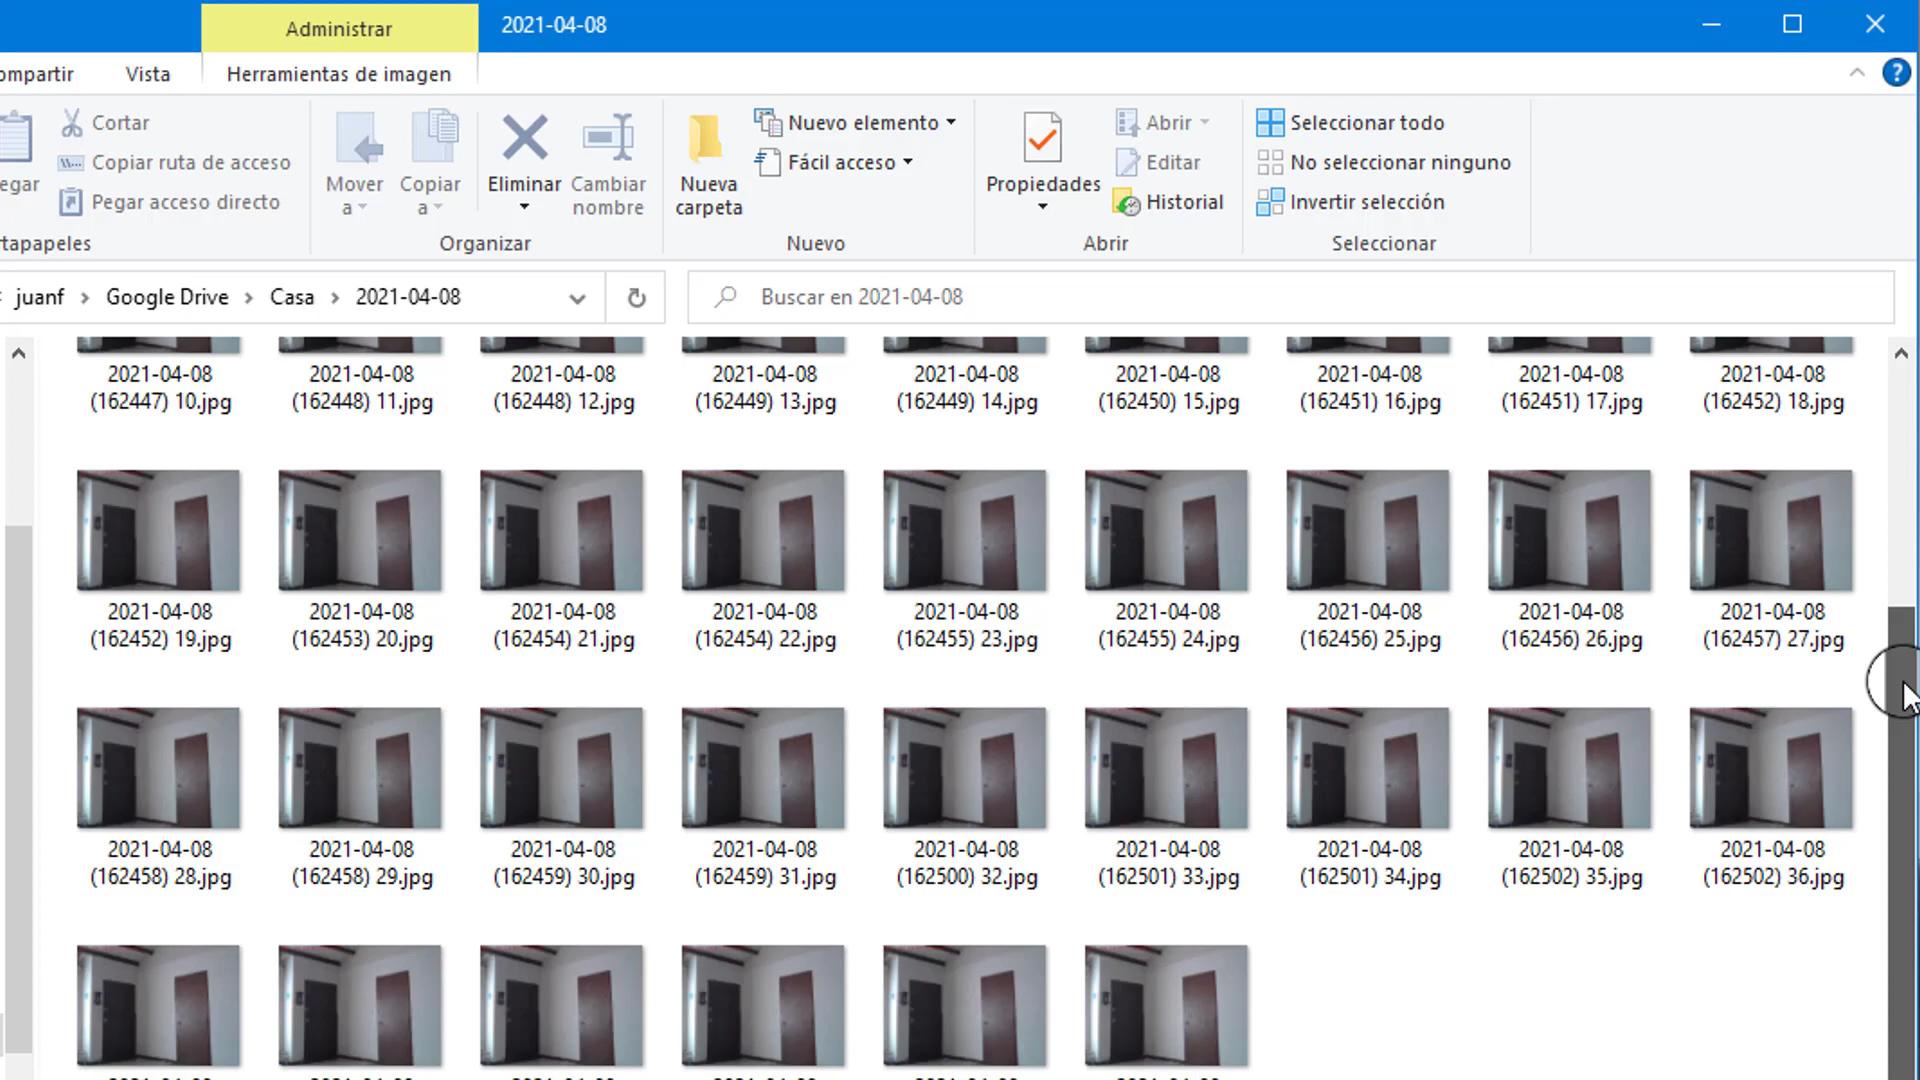 Administrar
2021-04-08
ompartir
Vista
Herramientas de imagen
?
egar
Cortar
Copiar ruta de acceso
Pegar acceso directo
tapapeles
Mover
a
Copiar
a
Eliminar
Cambiar
nombre
Organizar
Nueva
carpeta
Nuevo elemento
Fácil acceso
Nuevo
Propiedades
Abrir
Editar
Historial
Abrir
Seleccionar todo
No seleccionar ninguno
Invertir selección
Seleccionar
juanf > Google Drive > Casa > 2021-04-08
Buscar en 2021-04-08
2021-04-08
(162447) 10.jpg
2021-04-08
(162448) 11.jpg
2021-04-08
(162448) 12.jpg
2021-04-08
(162449) 13.jpg
2021-04-08
(162449) 14.jpg
2021-04-08
(162450) 15.jpg
2021-04-08
(162451) 16.jpg
2021-04-08
(162451) 17.jpg
2021-04-08
(162452) 18.jpg
2021-04-08
(162452) 19.jpg
2021-04-08
(162453) 20.jpg
2021-04-08
(162454) 21.jpg
2021-04-08
(162454) 22.jpg
2021-04-08
(162455) 23.jpg
2021-04-08
(162455) 24.jpg
2021-04-08
(162456) 25.jpg
2021-04-08
(162456) 26.jpg
2021-04-08
(162457) 27.jpg
2021-04-08
(162458) 28.jpg
2021-04-08
(162458) 29.jpg
2021-04-08
(162459) 30.jpg
2021-04-08
(162459) 31.jpg
2021-04-08
(162500) 32.jpg
2021-04-08
(162501) 33.jpg
2021-04-08
(162501) 34.jpg
2021-04-08
(162502) 35.jpg
2021-04-08
(162502) 36.jpg